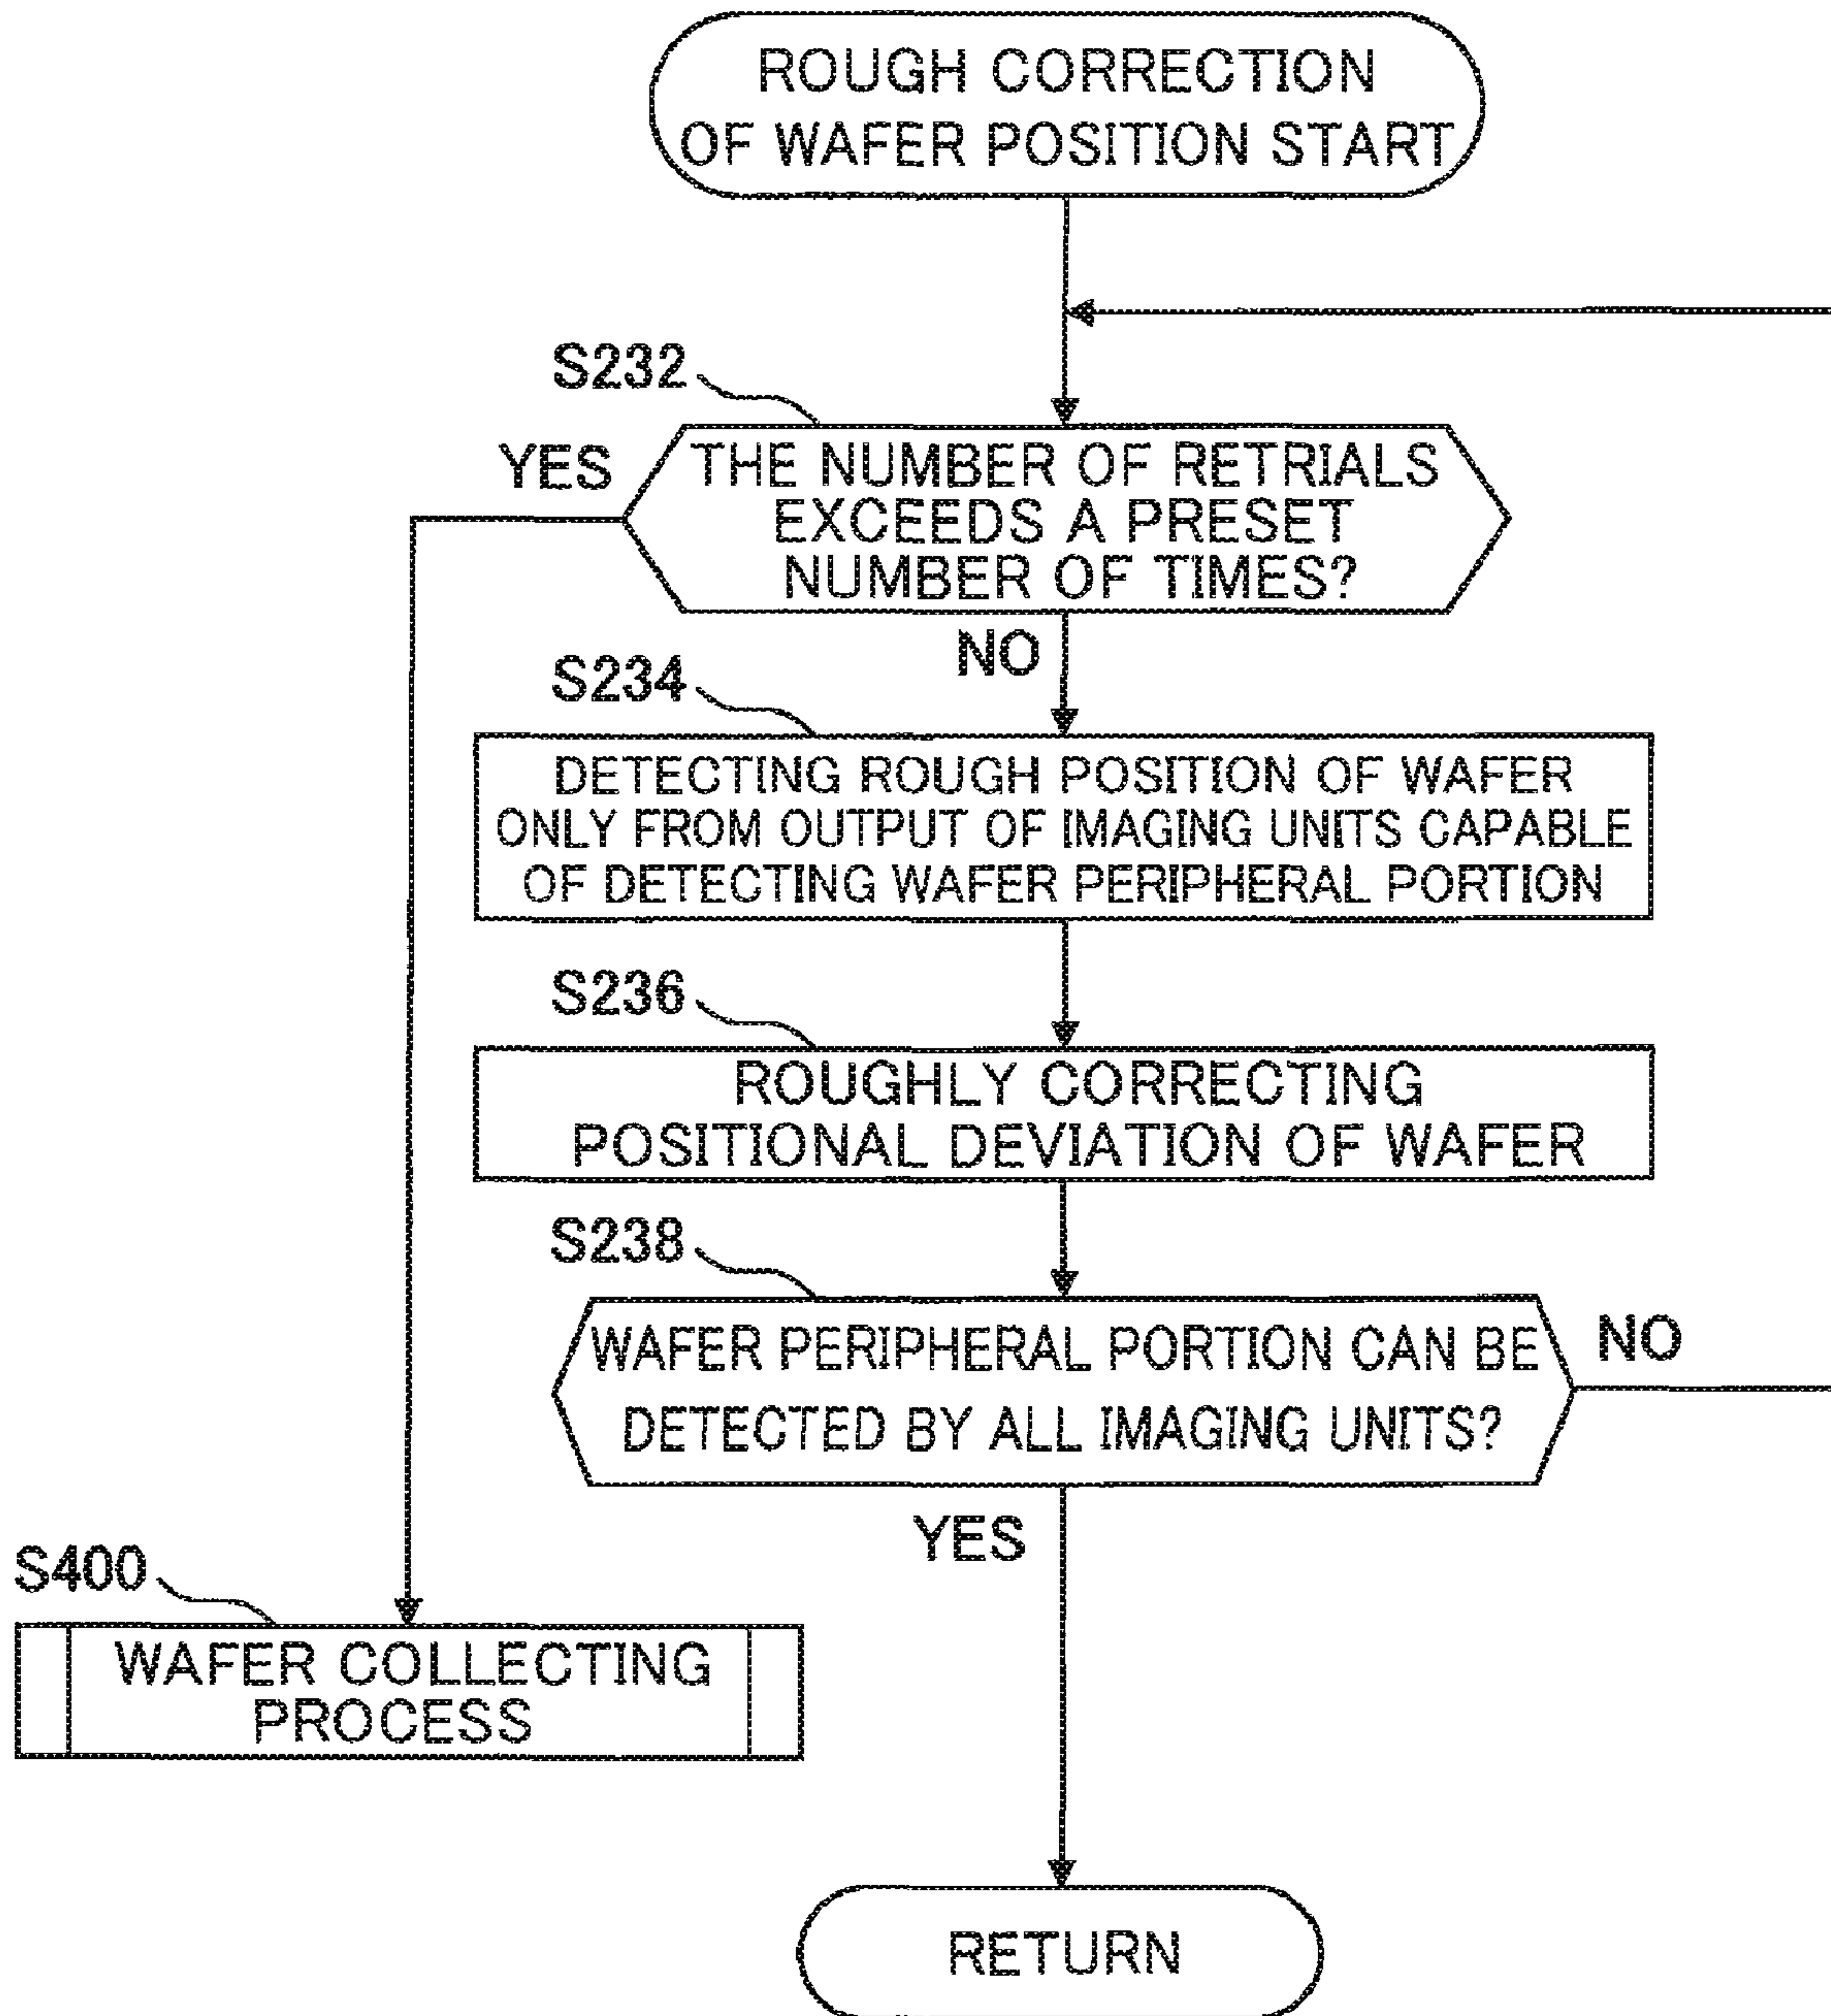 ROUGH CORRECTION
OF WAFER POSITION START
S232
YES
THE NUMBER OF RETRIALS
EXCEEDS A PRESET
NUMBER OF TIMES?
NO
S234
DETECTING ROUGH POSITION OF WAFER
ONLY FROM OUTPUT OF IMAGING UNITS CAPABLE
OF DETECTING WAFER PERIPHERAL PORTION
S236
ROUGHLY CORRECTING
POSITIONAL DEVIATION OF WAFER
S238
WAFER PERIPHERAL PORTION CAN BE
DETECTED BY ALL IMAGING UNITS?
NO
YES
S400
WAFER COLLECTING
PROCESS
RETURN